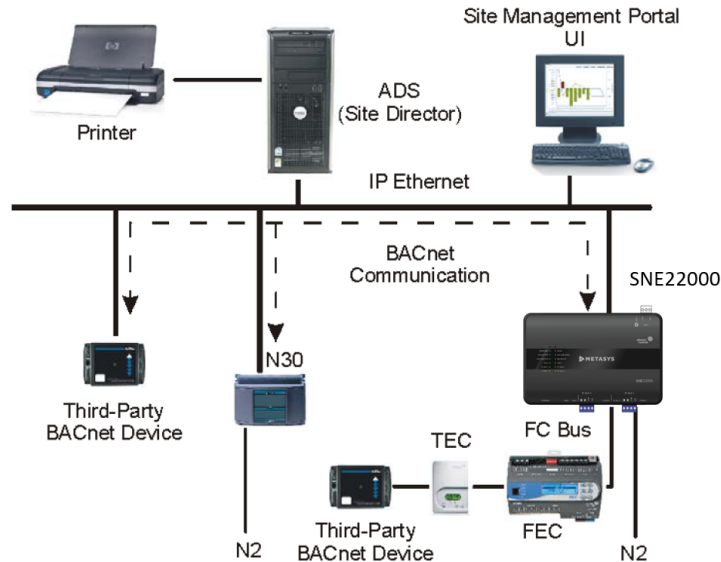 Site Management Portal
UI
ADS
(Site Director)
Printer
IP Ethernet
BACnet
Communication
SNE22000
METASYS
N30
Third-Party
BACnet Device
TEC
FC Bus
Third-Party
BACnet Device
FEC
N2
N2